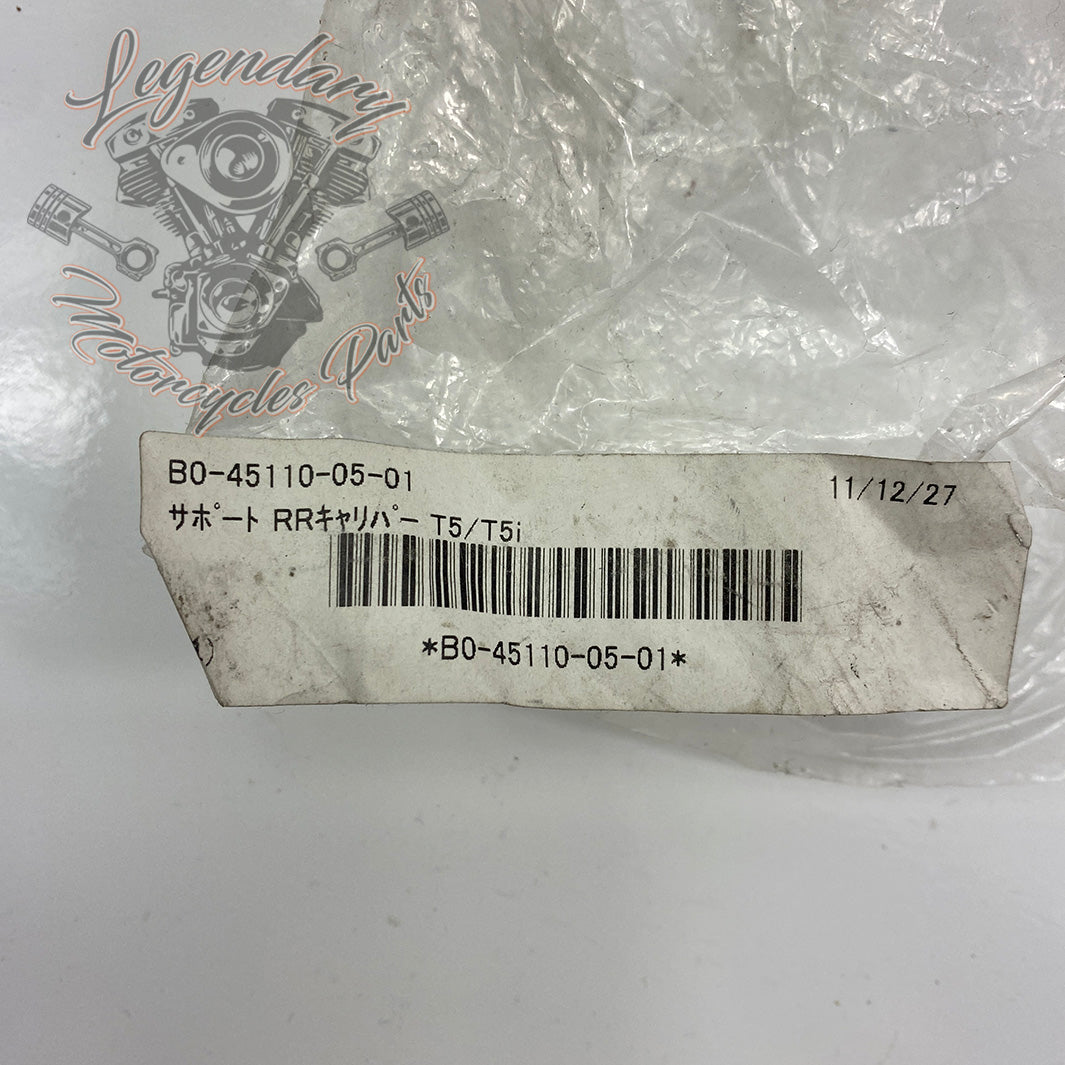 Legendary
Motorcycles Parts
B0-45110-05-01
11/12/27
ｻﾎﾟｰﾄ RRｷｬﾘﾊﾟｰ T5/T5i
*B0-45110-05-01*